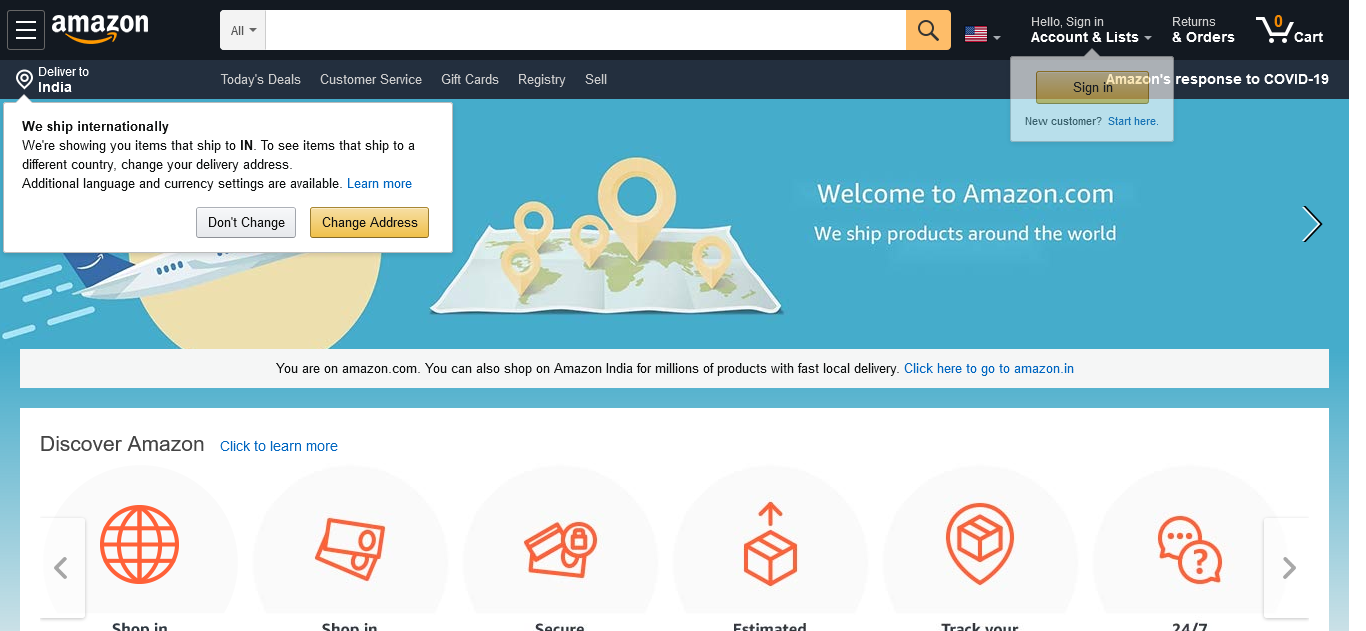 amazon
All
Hello, Sign in
Account & Lists
Returns
& Orders
0
Cart
Deliver to
India
Today's Deals
Customer Service
Gift Cards
Registry
Sell
Amazon's response to COVID-19
Sign in
New customer? Start here.
We ship internationally
We're showing you items that ship to IN. To see items that ship to a
different country, change your delivery address.
Additional language and currency settings are available. Learn more
Don't Change
Change Address
Welcome to Amazon.com
We ship products around the world
You are on amazon.com. You can also shop on Amazon India for millions of products with fast local delivery. Click here to go to amazon.in
Discover Amazon Click to learn more
Shop in
Shop in
Secure
Estimated
Track your
24/7